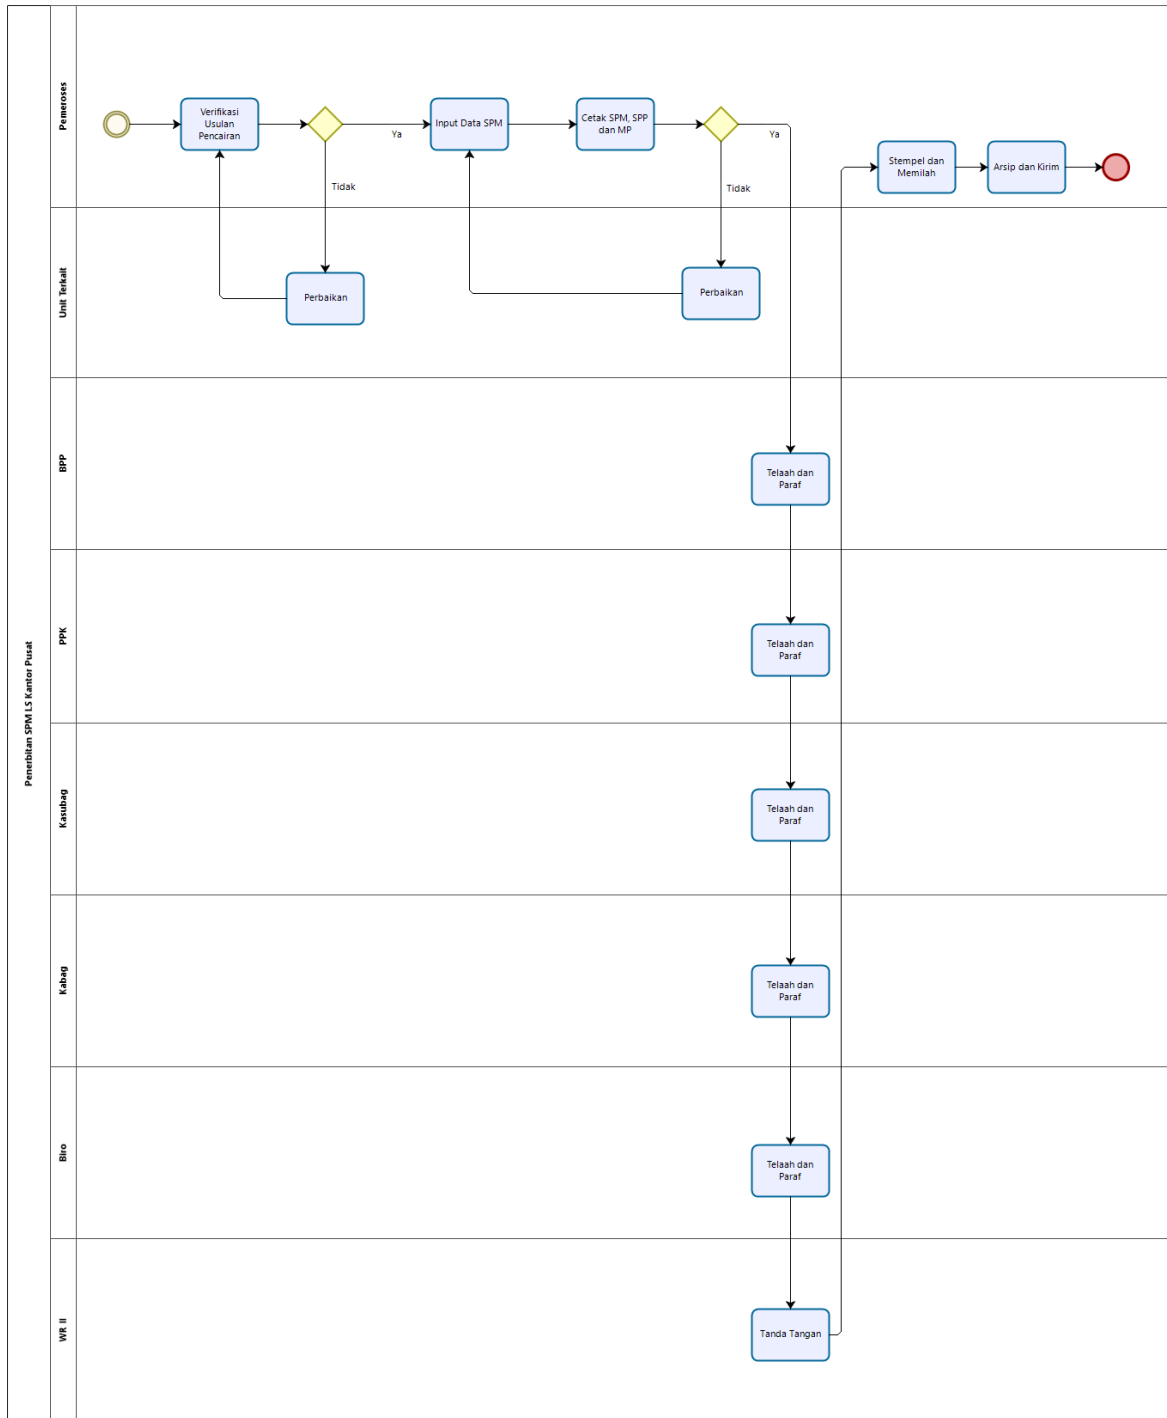 Penerbitan SPM LS Kantor Pusat
Pemeroses
Verifikasi
Usulan
Pencairan
Ya
Tidak
Input Data SPM
Cetak SPM, SPP
dan MP
Ya
Tidak
Stempel dan
Memilah
Arsip dan Kirim
Unit Terkait
Perbaikan
Perbaikan
BPP
Telaah dan
Paraf
PPK
Telaah dan
Paraf
Kasubag
Telaah dan
Paraf
Kabag
Telaah dan
Paraf
Biro
Telaah dan
Paraf
WR II
Tanda Tangan